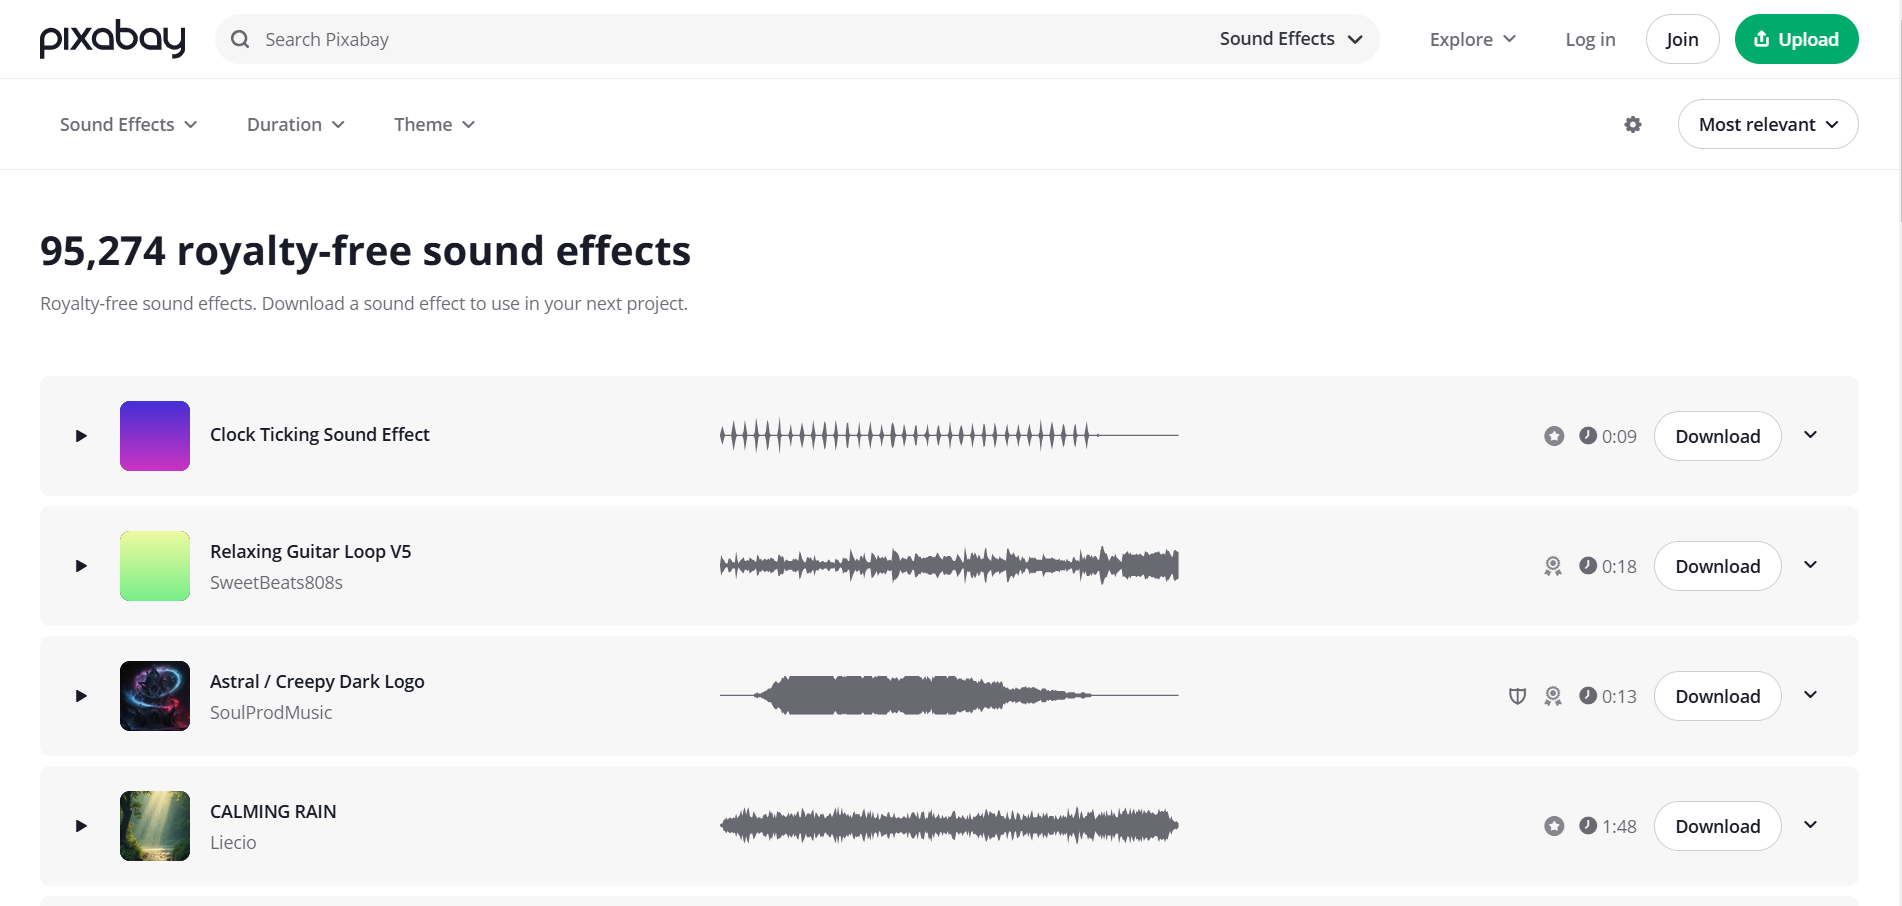 pixabay
Search Pixabay
Sound Effects
Explore
Log in
Join
Upload
Sound Effects
Duration
Theme
Most relevant
95,274 royalty-free sound effects
Royalty-free sound effects. Download a sound effect to use in your next project.
Clock Ticking Sound Effect
0:09
Download
Relaxing Guitar Loop V5
SweetBeats808s
0:18
Download
Astral / Creepy Dark Logo
SoulProdMusic
0:13
Download
CALMING RAIN
Liecio
1:48
Download